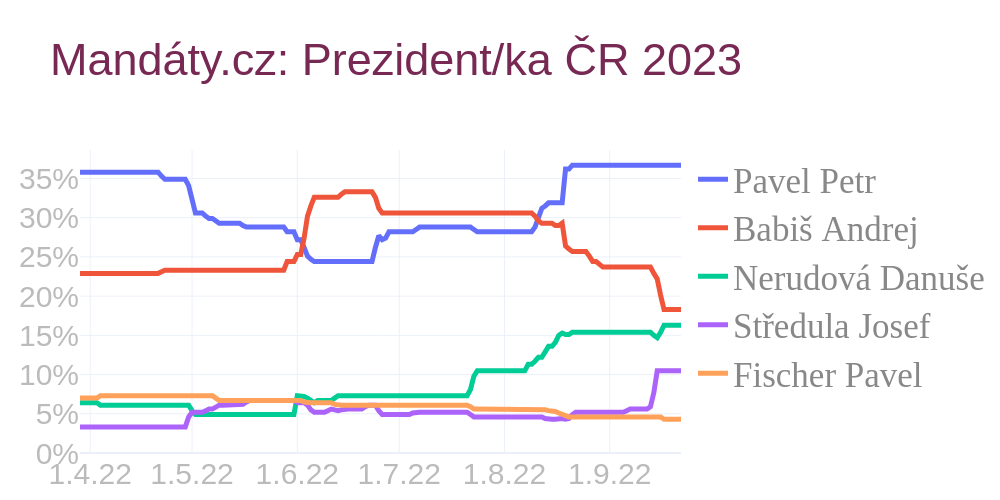 Mandáty.cz: Prezident/ka ČR 2023
35%
30%
25%
20%
15%
10%
5%
0%
1.4.22 1.5.22 1.6.22 1.7.22 1.8.22 1.9.22
Pavel Petr
Babiš Andrej
Nerudová Danuše
Středula Josef
Fischer Pavel